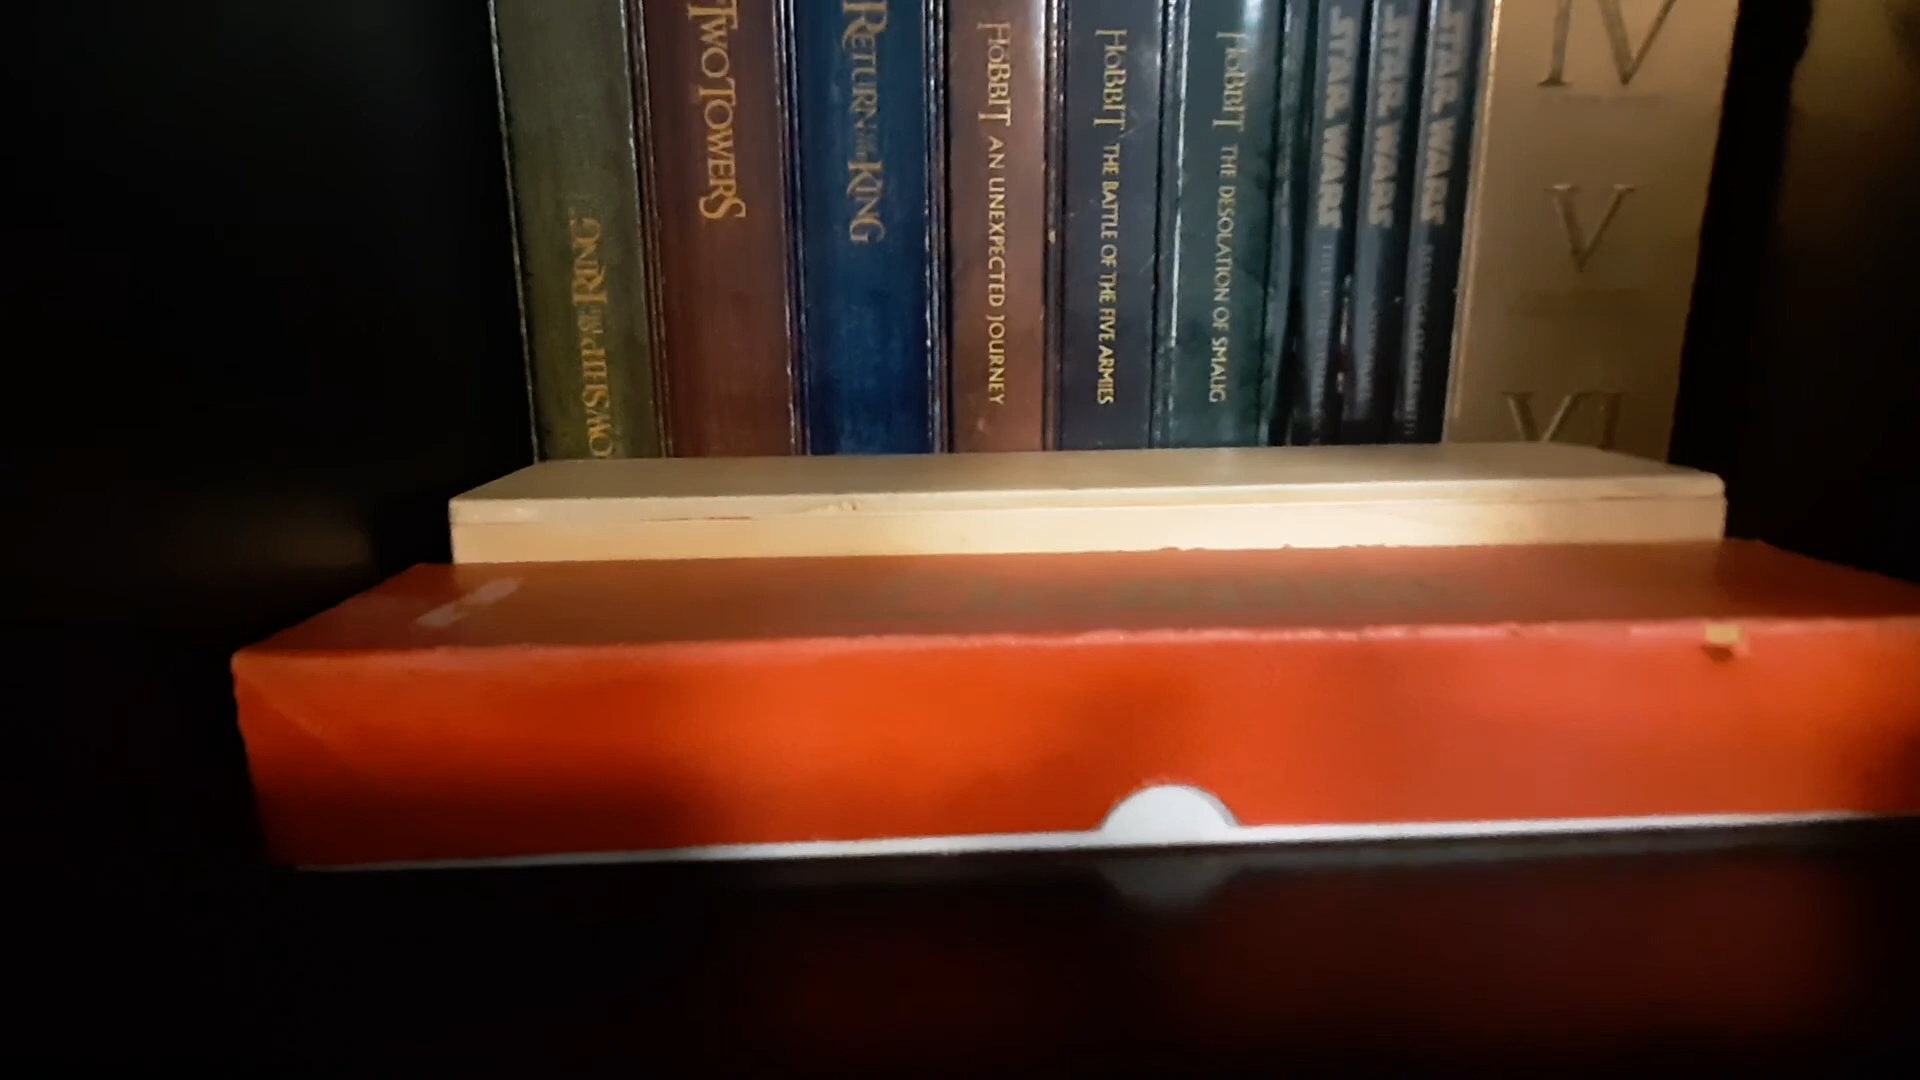 OWSHIP OF THE RING
TWO TOWERS
RETURN OF THE KING
HOBBIT AN UNEXPECTED JOURNEY
HOBBIT THE BATTLE OF THE FIVE ARMIES
HOBBIT THE DESOLATION OF SMAUG
STAR WARS
STAR WARS
STAR WARS
IV
V
VI